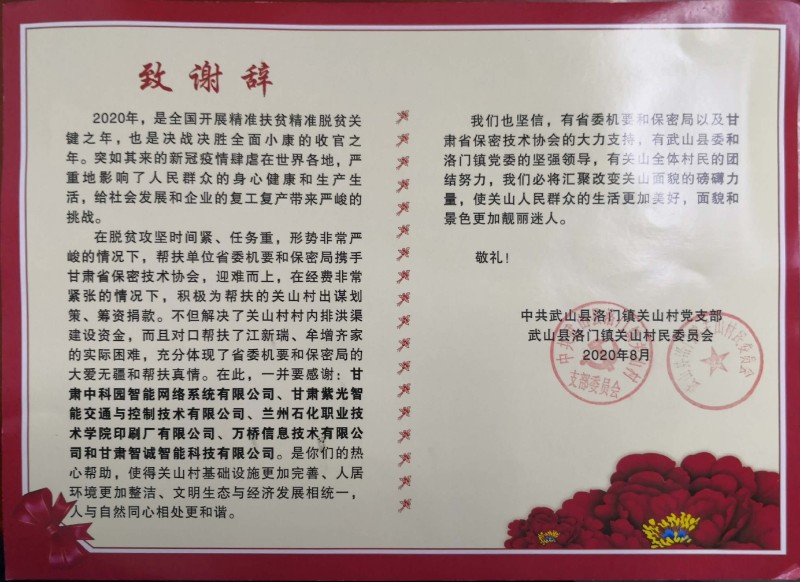 致谢辞
2020年，是全国开展精准扶贫精准脱贫关
键之年，也是决战决胜全面小康的收官之
年。突如其来的新冠疫情肆虐在世界各地，严
重地影响了人民群众的身心健康和生产生
活，给社会发展和企业的复工复产带来严峻的
挑战。
在脱贫攻坚时间紧、任务重，形势非常严
峻的情况下，帮扶单位省委机要和保密局携手
甘肃省保密技术协会，迎难而上，在经费非常
紧张的情况下，积极为帮扶的关山村出谋划
策、筹资捐款。不但解决了关山村村内排洪渠
建设资金，而且对口帮扶了江新瑞、牟增齐家
的实际困难，充分体现了省委机要和保密局的
大爱无疆和帮扶真情。在此，一并要感谢：甘
肃中科园智能网络系统有限公司、甘肃紫光智
能交通与控制技术有限公司、兰州石化职业技
术学院印刷厂有限公司、万桥信息技术有限公
司和甘肃智诚智能科技有限公司。是你们的热
心帮助，使得关山村基础设施更加完善、人居
环境更加整洁、文明生态与经济发展相统一，
人与自然同心相处更和谐。
我们也坚信，有省委机要和保密局以及甘
肃省保密技术协会的大力支持，有武山县委和
洛门镇党委的坚强领导，有关山全体村民的团
结努力，我们必将汇聚改变关山面貌的磅礴力
量，使关山人民群众的生活更加美好，面貌和
景色更加靓丽迷人。
敬礼！
中共武山县洛门镇关山村党支部
武山县洛门镇关山村民委员会
2020年8月
支部委员会